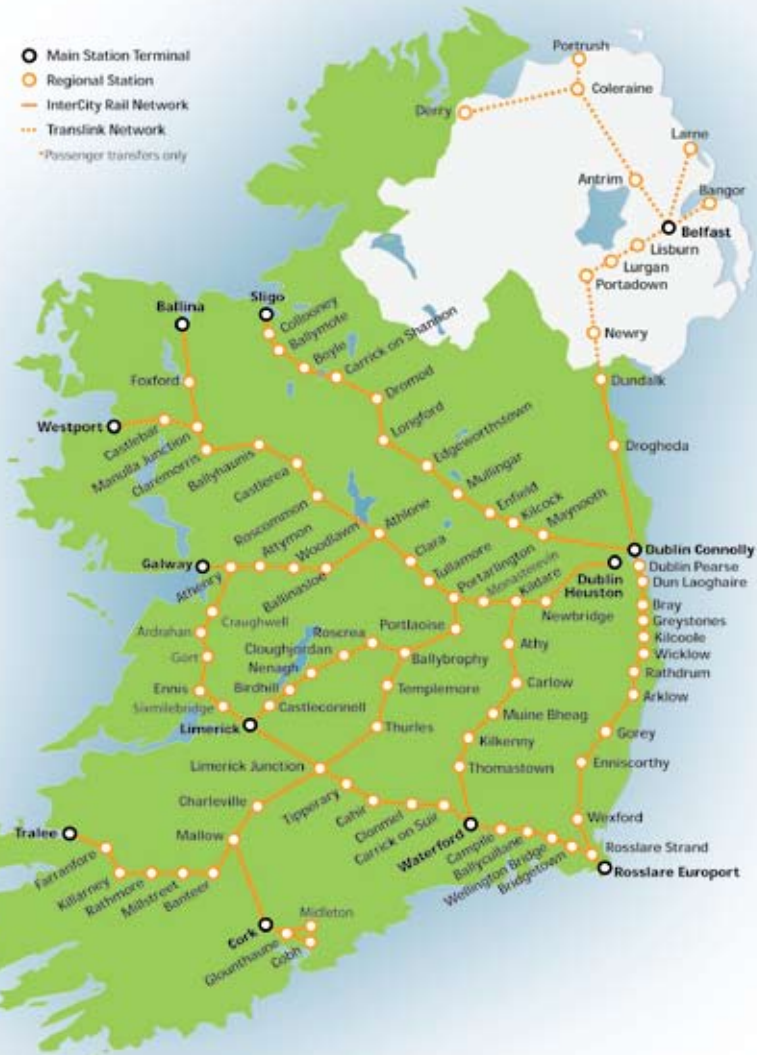 Main Station Terminal
Regional Station
InterCity Rail Network
Translink Network
*Passenger transfers only
Portrush
Coleraine
Derry
Larne
Antrim
Bangor
Belfast
Lisburn
Lurgan
Portadown
Newry
Dundalk
Drogheda
Ballina
Sligo
Collooney
Ballymote
Boyle
Carrick on Shannon
Dromod
Longford
Edgeworthstown
Mullingar
Enfield
Kilcock
Maynooth
Foxford
Westport
Castlebar
Manulla Junction
Claremorris
Ballyhaunis
Castlerea
Roscommon
Athlone
Clara
Tullamore
Portarlington
Monasterevin
Kildare
Newbridge
Dublin Connolly
Dublin
Heuston
Dublin Pearse
Dun Laoghaire
Bray
Greystones
Kilcoole
Wicklow
Rathdrum
Arklow
Gorey
Enniscorthy
Wexford
Rosslare Strand
Rosslare Europort
Galway
Athenry
Attymon
Woodlawn
Ballinasloe
Craughwell
Ardrahan
Gort
Ennis
Sixmilebridge
Limerick
Castleconnell
Birdhill
Nenagh
Cloughjordan
Roscrea
Ballybrophy
Portlaoise
Templemore
Thurles
Athy
Carlow
Muine Bheag
Kilkenny
Thomastown
Limerick Junction
Tipperary
Cahir
Clonmel
Carrick on Suir
Waterford
Campile
Ballycullane
Wellington Bridge
Bridgetown
Charleville
Mallow
Tralee
Farranfore
Killarney
Rathmore
Millstreet
Banteer
Cork
Glounthaune
Midleton
Cobh